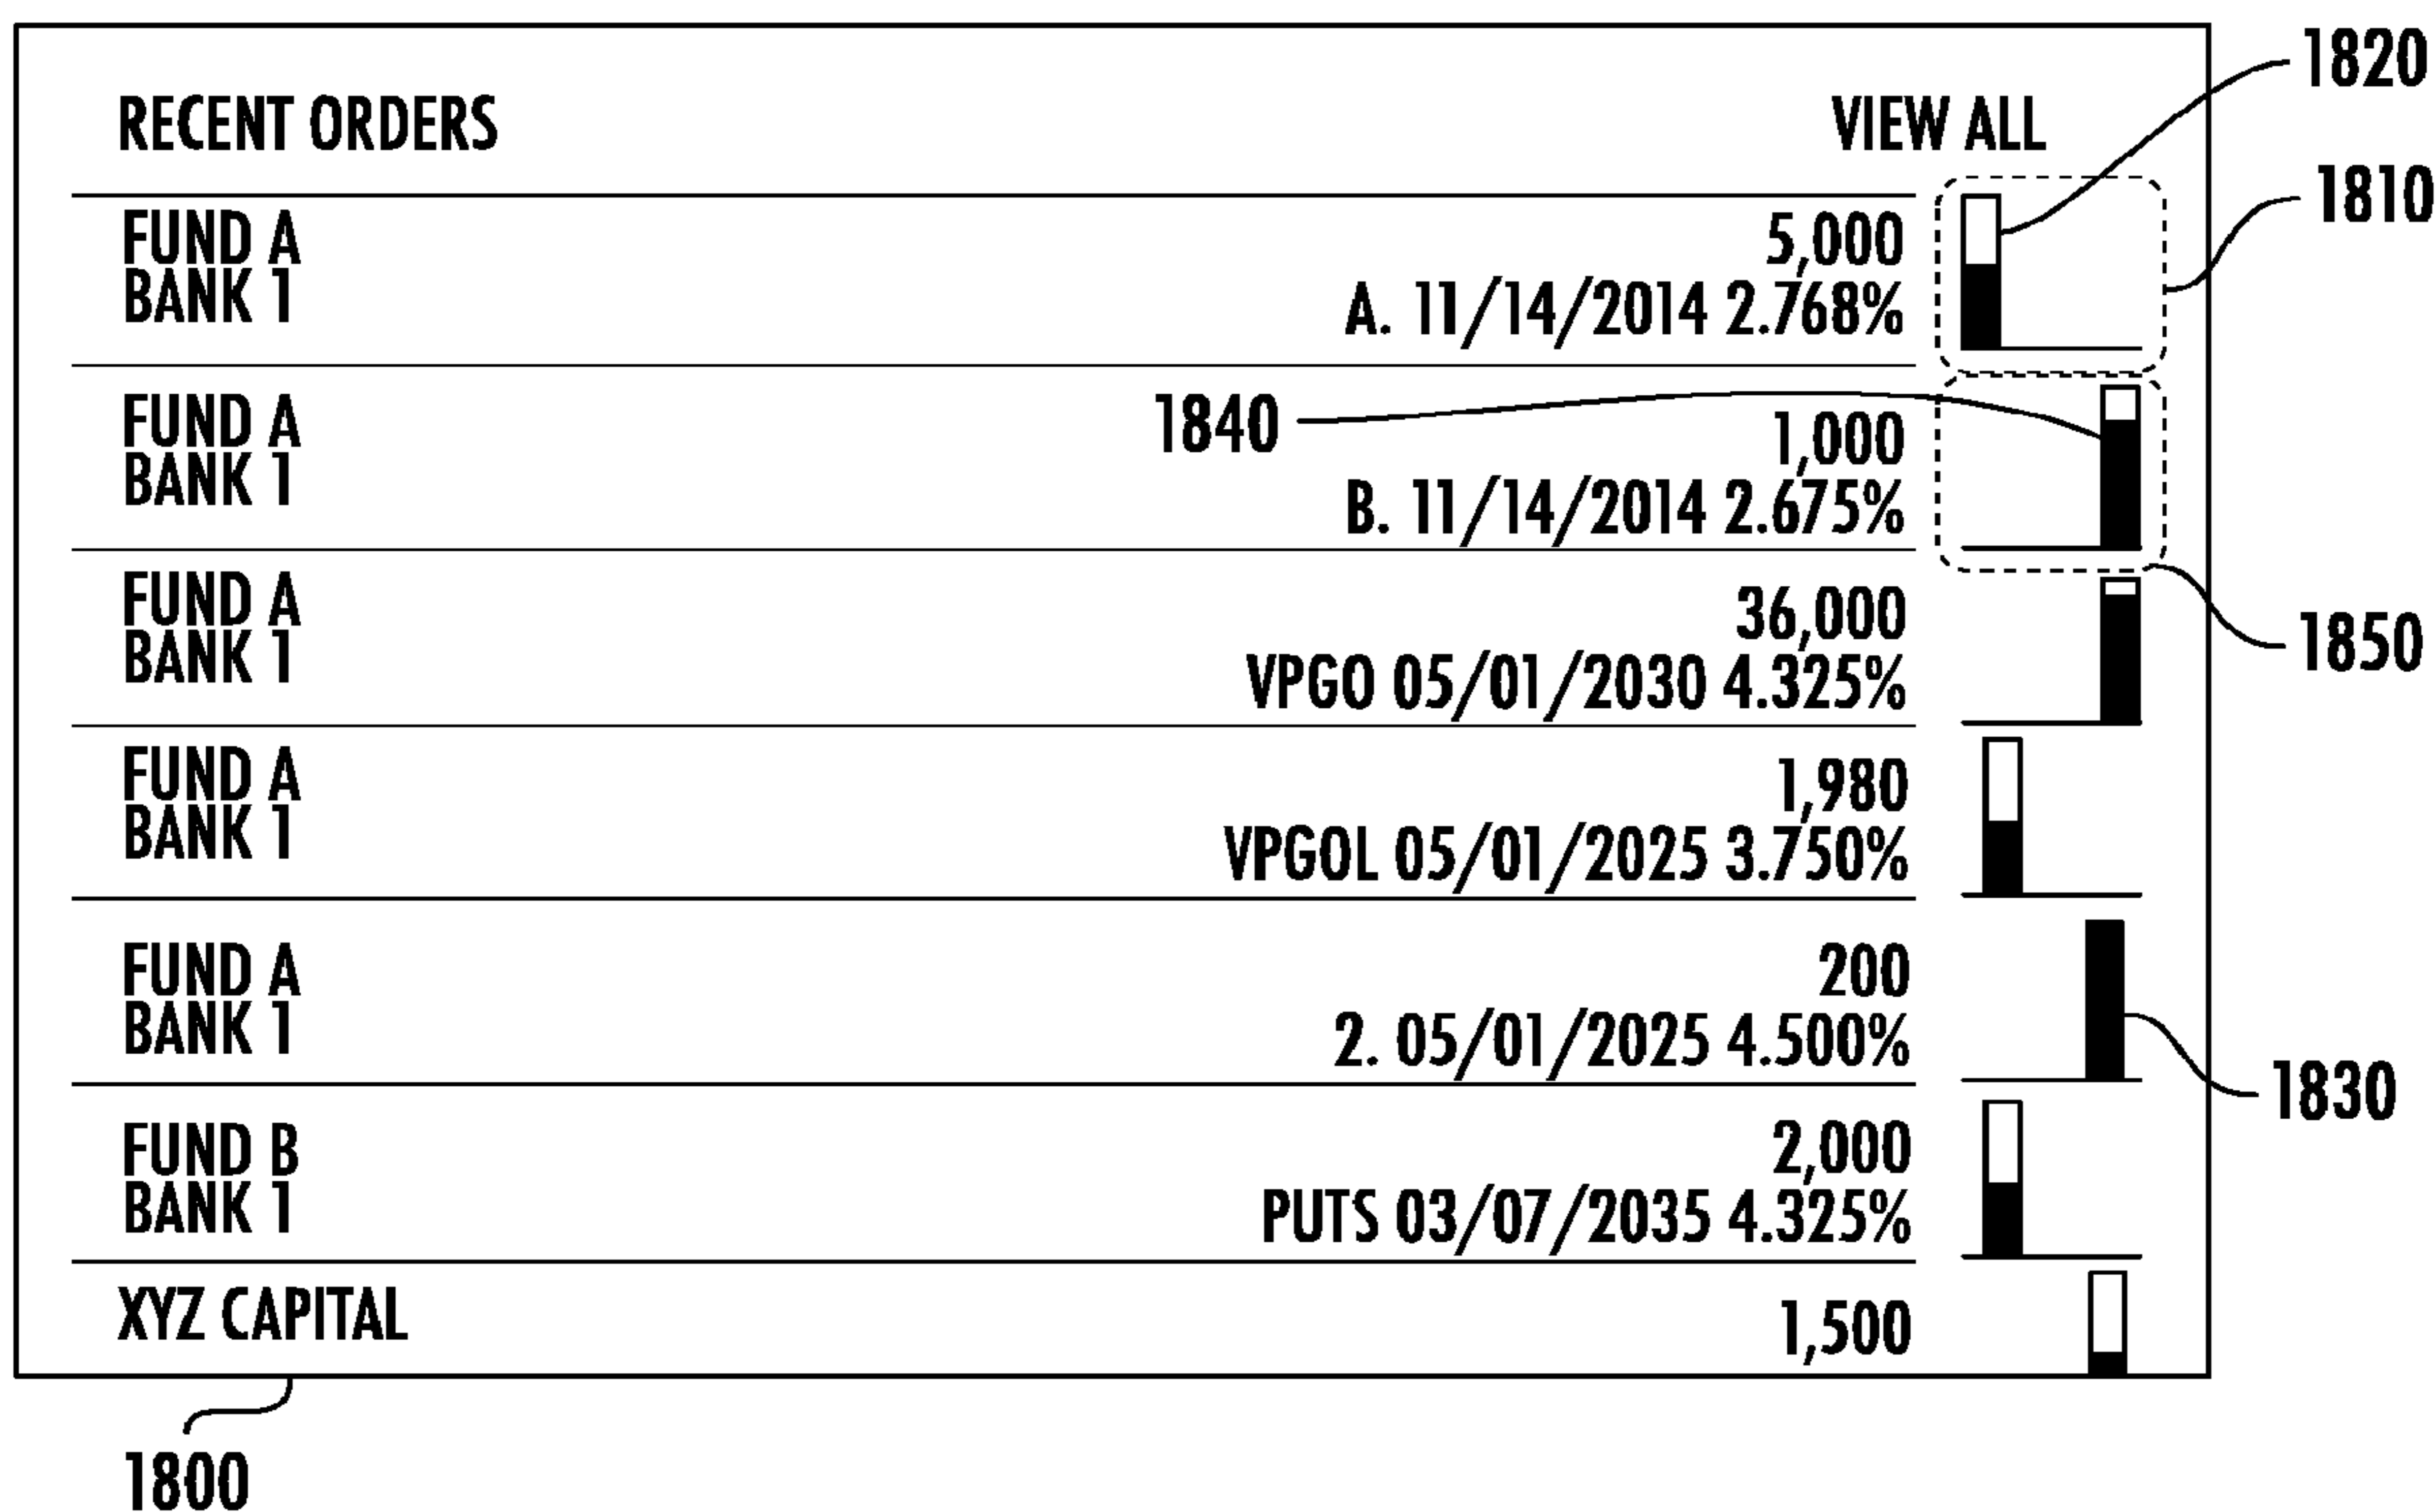 1820
RECENT ORDERS VIEW ALL
1810
FUND A 5,000
BANK 1 A. 11/14/2014 2.768%
1840
FUND A 1,000
BANK 1 B. 11/14/2014 2.675%
FUND A 36,000
BANK 1 VPGO 05/01/2030 4.325%
1850
FUND A 1,980
BANK 1 VPGOL 05/01/2025 3.750%
FUND A 200
BANK 1 2. 05/01/2025 4.500%
1830
FUND B 2,000
BANK 1 PUTS 03/07/2035 4.325%
XYZ CAPITAL 1,500
1800